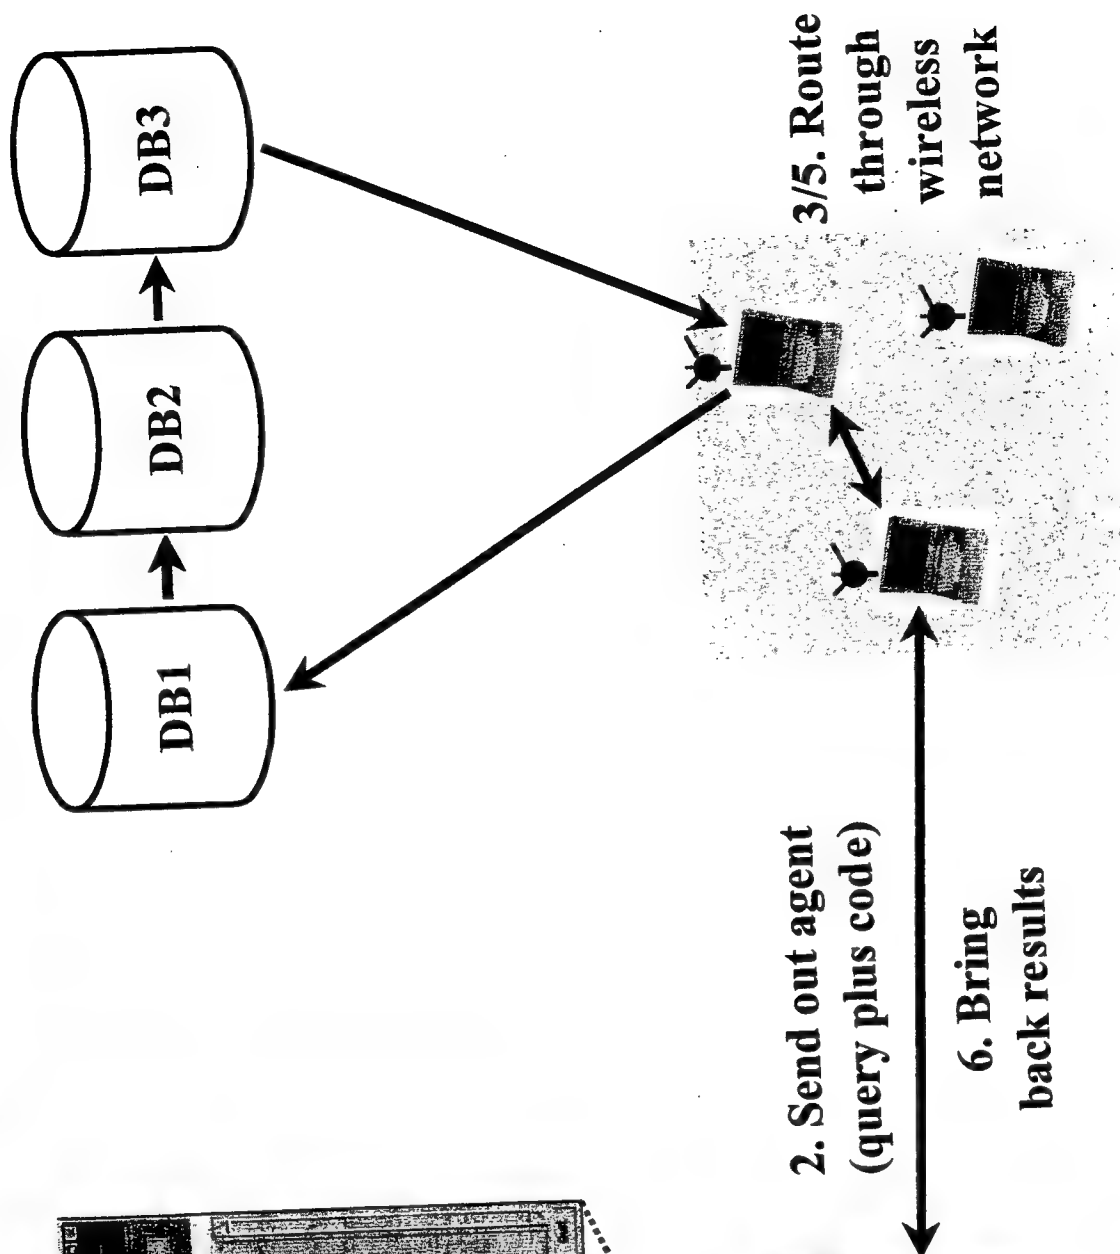 DB1
DB2
DB3
2. Send out agent
(query plus code)
6. Bring
back results
3/5. Route
through
wireless
network